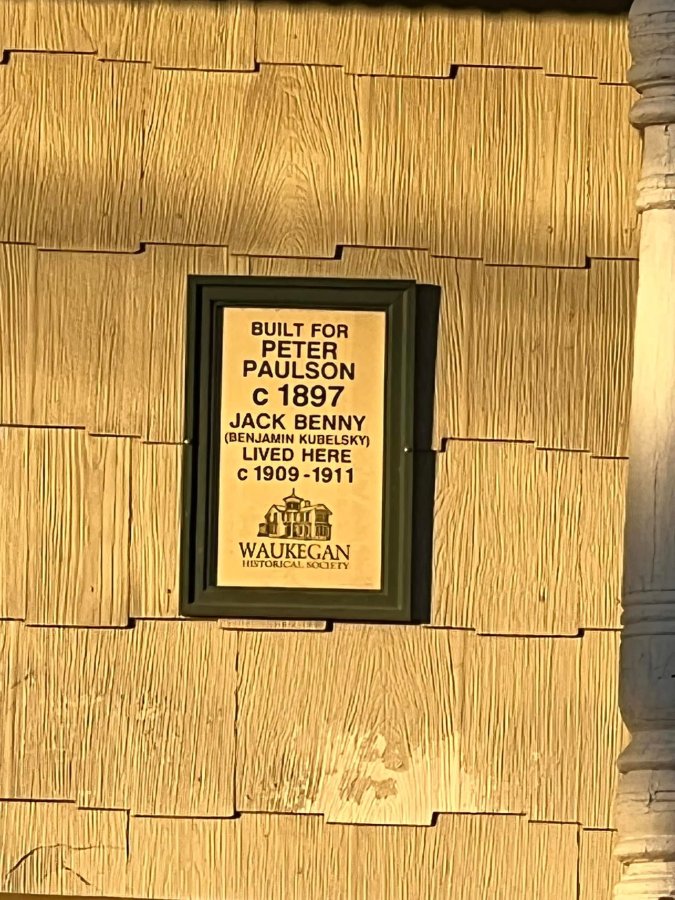 BUILT FOR
PETER
PAULSON
c 1897
JACK BENNY
(BENJAMIN KUBELSKY)
LIVED HERE
c 1909-1911
WAUKEGAN
HISTORICAL SOCIETY